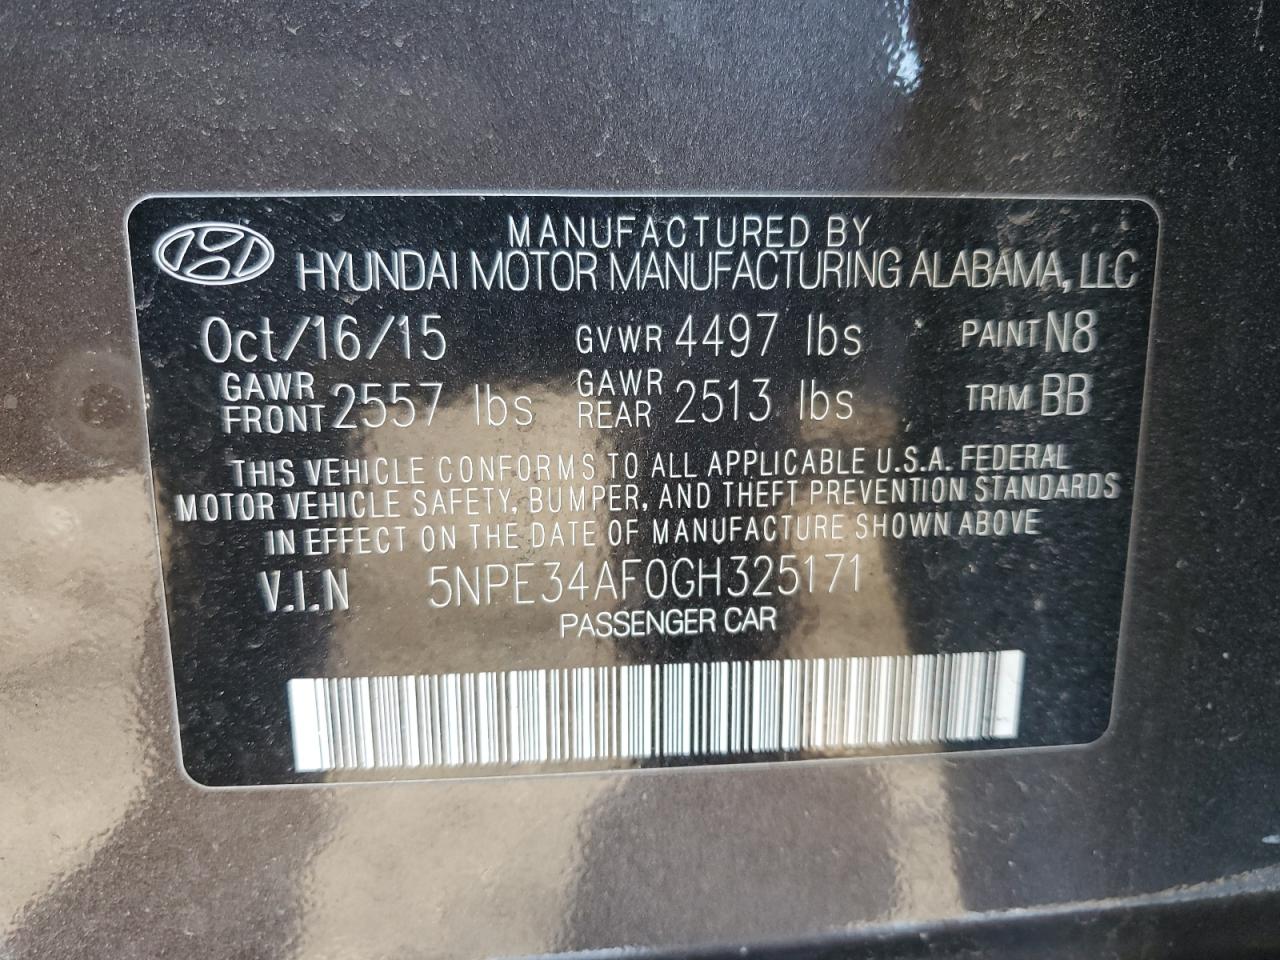 MANUFACTURED BY
HYUNDAI MOTOR MANUFACTURING ALABAMA, LLC
Oct/16/15 GVWR 4497 lbs PAINT N8
GAWR FRONT 2557 lbs GAWR REAR 2513 lbs TRIM BB
THIS VEHICLE CONFORMS TO ALL APPLICABLE U.S.A. FEDERAL
MOTOR VEHICLE SAFETY, BUMPER, AND THEFT PREVENTION STANDARDS
IN EFFECT ON THE DATE OF MANUFACTURE SHOWN ABOVE
V.I.N 5NPE34AF0GH325171
PASSENGER CAR